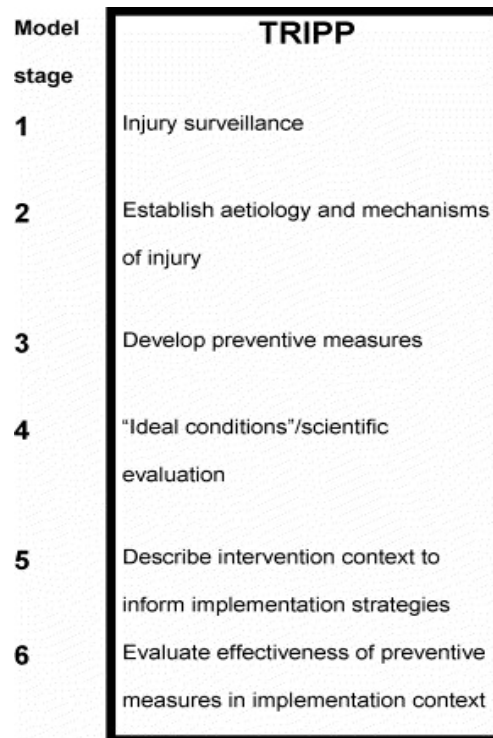 Model
stage
TRIPP
1 Injury surveillance
2 Establish aetiology and mechanisms
of injury
3 Develop preventive measures
4 “Ideal conditions”/scientific
evaluation
5 Describe intervention context to
inform implementation strategies
6 Evaluate effectiveness of preventive
measures in implementation context